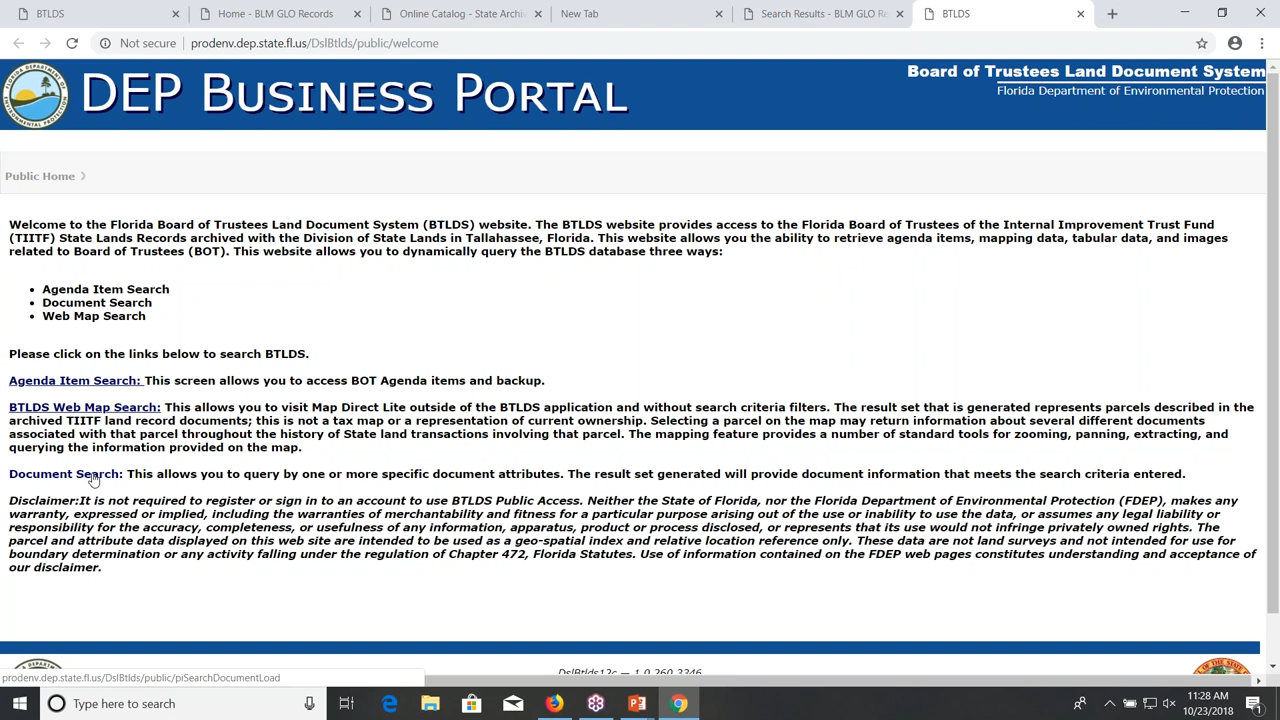 BTLDS
Home - BLM GLO Records
Online Catalog - State Archi
New Tab
Search Results - BLM GLO Re
BTLDS
Not secure
prodenv.dep.state.fl.us/DslBtlds/public/welcome
DEP BUSINESS PORTAL
Board of Trustees Land Document System
Florida Department of Environmental Protection
Public Home
Welcome to the Florida Board of Trustees Land Document System (BTLDS) website. The BTLDS website provides access to the Florida Board of Trustees of the Internal Improvement Trust Fund
(TIITF) State Lands Records archived with the Division of State Lands in Tallahassee, Florida. This website allows you the ability to retrieve agenda items, mapping data, tabular data, and images
related to Board of Trustees (BOT). This website allows you to dynamically query the BTLDS database three ways:
• Agenda Item Search
• Document Search
• Web Map Search
Please click on the links below to search BTLDS.
Agenda Item Search: This screen allows you to access BOT Agenda items and backup.
BTLDS Web Map Search: This allows you to visit Map Direct Lite outside of the BTLDS application and without search criteria filters. The result set that is generated represents parcels described in the
archived TIITF land record documents; this is not a tax map or a representation of current ownership. Selecting a parcel on the map may return information about several different documents
associated with that parcel throughout the history of State land transactions involving that parcel. The mapping feature provides a number of standard tools for zooming, panning, extracting, and
querying the information provided on the map.
Document Search: This allows you to query by one or more specific document attributes. The result set generated will provide document information that meets the search criteria entered.
Disclaimer:It is not required to register or sign in to an account to use BTLDS Public Access. Neither the State of Florida, nor the Florida Department of Environmental Protection (FDEP), makes any
warranty, expressed or implied, including the warranties of merchantability and fitness for a particular purpose arising out of the use or inability to use the data, or assumes any legal liability or
responsibility for the accuracy, completeness, or usefulness of any information, apparatus, product or process disclosed, or represents that its use would not infringe privately owned rights. The
parcel and attribute data displayed on this web site are intended to be used as a geo-spatial index and relative location reference only. These data are not land surveys and not intended for use for
boundary determination or any activity falling under the regulation of Chapter 472, Florida Statutes. Use of information contained on the FDEP web pages constitutes understanding and acceptance of
our disclaimer.
DslBtlds12c — 1.0.260.3346
prodenv.dep.state.fl.us/DslBtlds/public/piSearchDocumentLoad
Type here to search
11:28 AM
10/23/2018